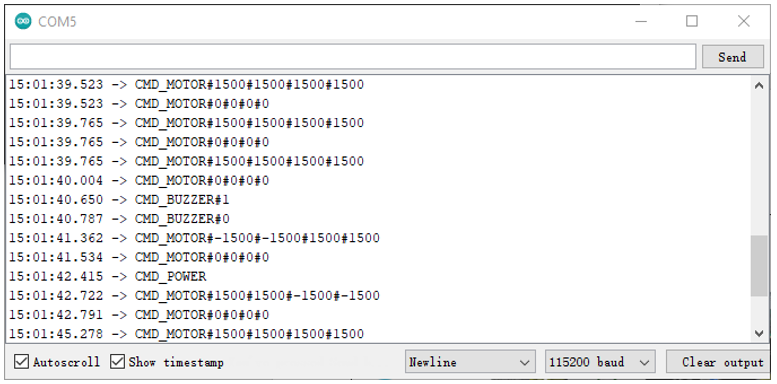 COM5
Send
15:01:39.523 -> CMD_MOTOR#1500#1500#1500#1500
15:01:39.523 -> CMD_MOTOR#0#0#0#0
15:01:39.765 -> CMD_MOTOR#1500#1500#1500#1500
15:01:39.765 -> CMD_MOTOR#0#0#0#0
15:01:39.765 -> CMD_MOTOR#1500#1500#1500#1500
15:01:40.004 -> CMD_MOTOR#0#0#0#0
15:01:40.650 -> CMD_BUZZER#1
15:01:40.787 -> CMD_BUZZER#0
15:01:41.362 -> CMD_MOTOR#-1500#-1500#1500#1500
15:01:41.534 -> CMD_MOTOR#0#0#0#0
15:01:42.415 -> CMD_POWER
15:01:42.722 -> CMD_MOTOR#1500#1500#-1500#-1500
15:01:42.791 -> CMD_MOTOR#0#0#0#0
15:01:45.278 -> CMD_MOTOR#1500#1500#1500#1500
Autoscroll Show timestamp Newline 115200 baud Clear output